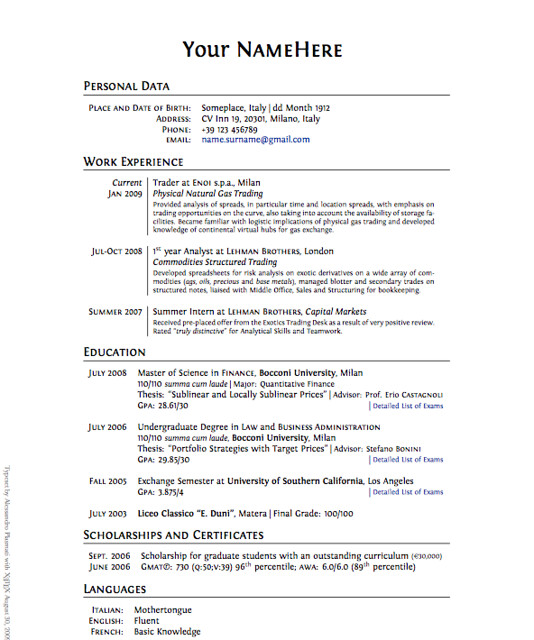 Your NAMEHERE
PERSONAL DATA
PLACE AND DATE OF BIRTH: Someplace, Italy | dd Month 1912
ADDRESS: CV Inn 19, 20301, Milano, Italy
PHONE: +39 123 456789
EMAIL: name.surname@gmail.com
WORK EXPERIENCE
Current Trader at ENOI S.P.A., Milan
JAN 2009 Physical Natural Gas Trading
Provided analysis of spreads, in particular time and location spreads, with emphasis on
trading opportunities on the curve, also taking into account the availability of storage fa-
cilities. Became familiar with logistic implications of physical gas trading and developed
knowledge of continental virtual hubs for gas exchange.
JUL-OCT 2008 1st year Analyst at LEHMAN BROTHERS, London
Commodities Structured Trading
Developed spreadsheets for risk analysis on exotic derivatives on a wide array of com-
modities (ags, oils, precious and base metals), managed blotter and secondary trades on
structured notes, liaised with Middle Office, Sales and Structuring for bookkeeping.
SUMMER 2007 Summer Intern at LEHMAN BROTHERS, Capital Markets
Received pre-placed offer from the Exotics Trading Desk as a result of very positive review.
Rated "truly distinctive" for Analytical Skills and Teamwork.
EDUCATION
JULY 2008 Master of Science in FINANCE, Bocconi University, Milan
110/110 summa cum laude | Major: Quantitative Finance
Thesis: "Sublinear and Locally Sublinear Prices" | Advisor: Prof. Erio CASTAGNOLI
GPA: 28.61/30 | Detailed List of Exams
JULY 2006 Undergraduate Degree in LAW AND BUSINESS ADMINISTRATION
110/110 summa cum laude, Bocconi University, Milan
Thesis: "Portfolio Strategies with Target Prices" | Advisor: Stefano BONINI
GPA: 29.85/30 | Detailed List of Exams
FALL 2005 Exchange Semester at University of Southern California, Los Angeles
GPA: 3.875/4 | Detailed List of Exams
JULY 2003 Liceo Classico "E. Duni", Matera | Final Grade: 100/100
SCHOLARSHIPS AND CERTIFICATES
SEPT. 2006 Scholarship for graduate students with an outstanding curriculum (€30,000)
JUNE 2006 GMAT®: 730 (Q:50;V:39) 96th percentile; AWA: 6.0/6.0 (89th percentile)
LANGUAGES
ITALIAN: Mothertongue
ENGLISH: Fluent
FRENCH: Basic Knowledge
Typeset by Alessandro Plasmati with XeTeX August 30, 200